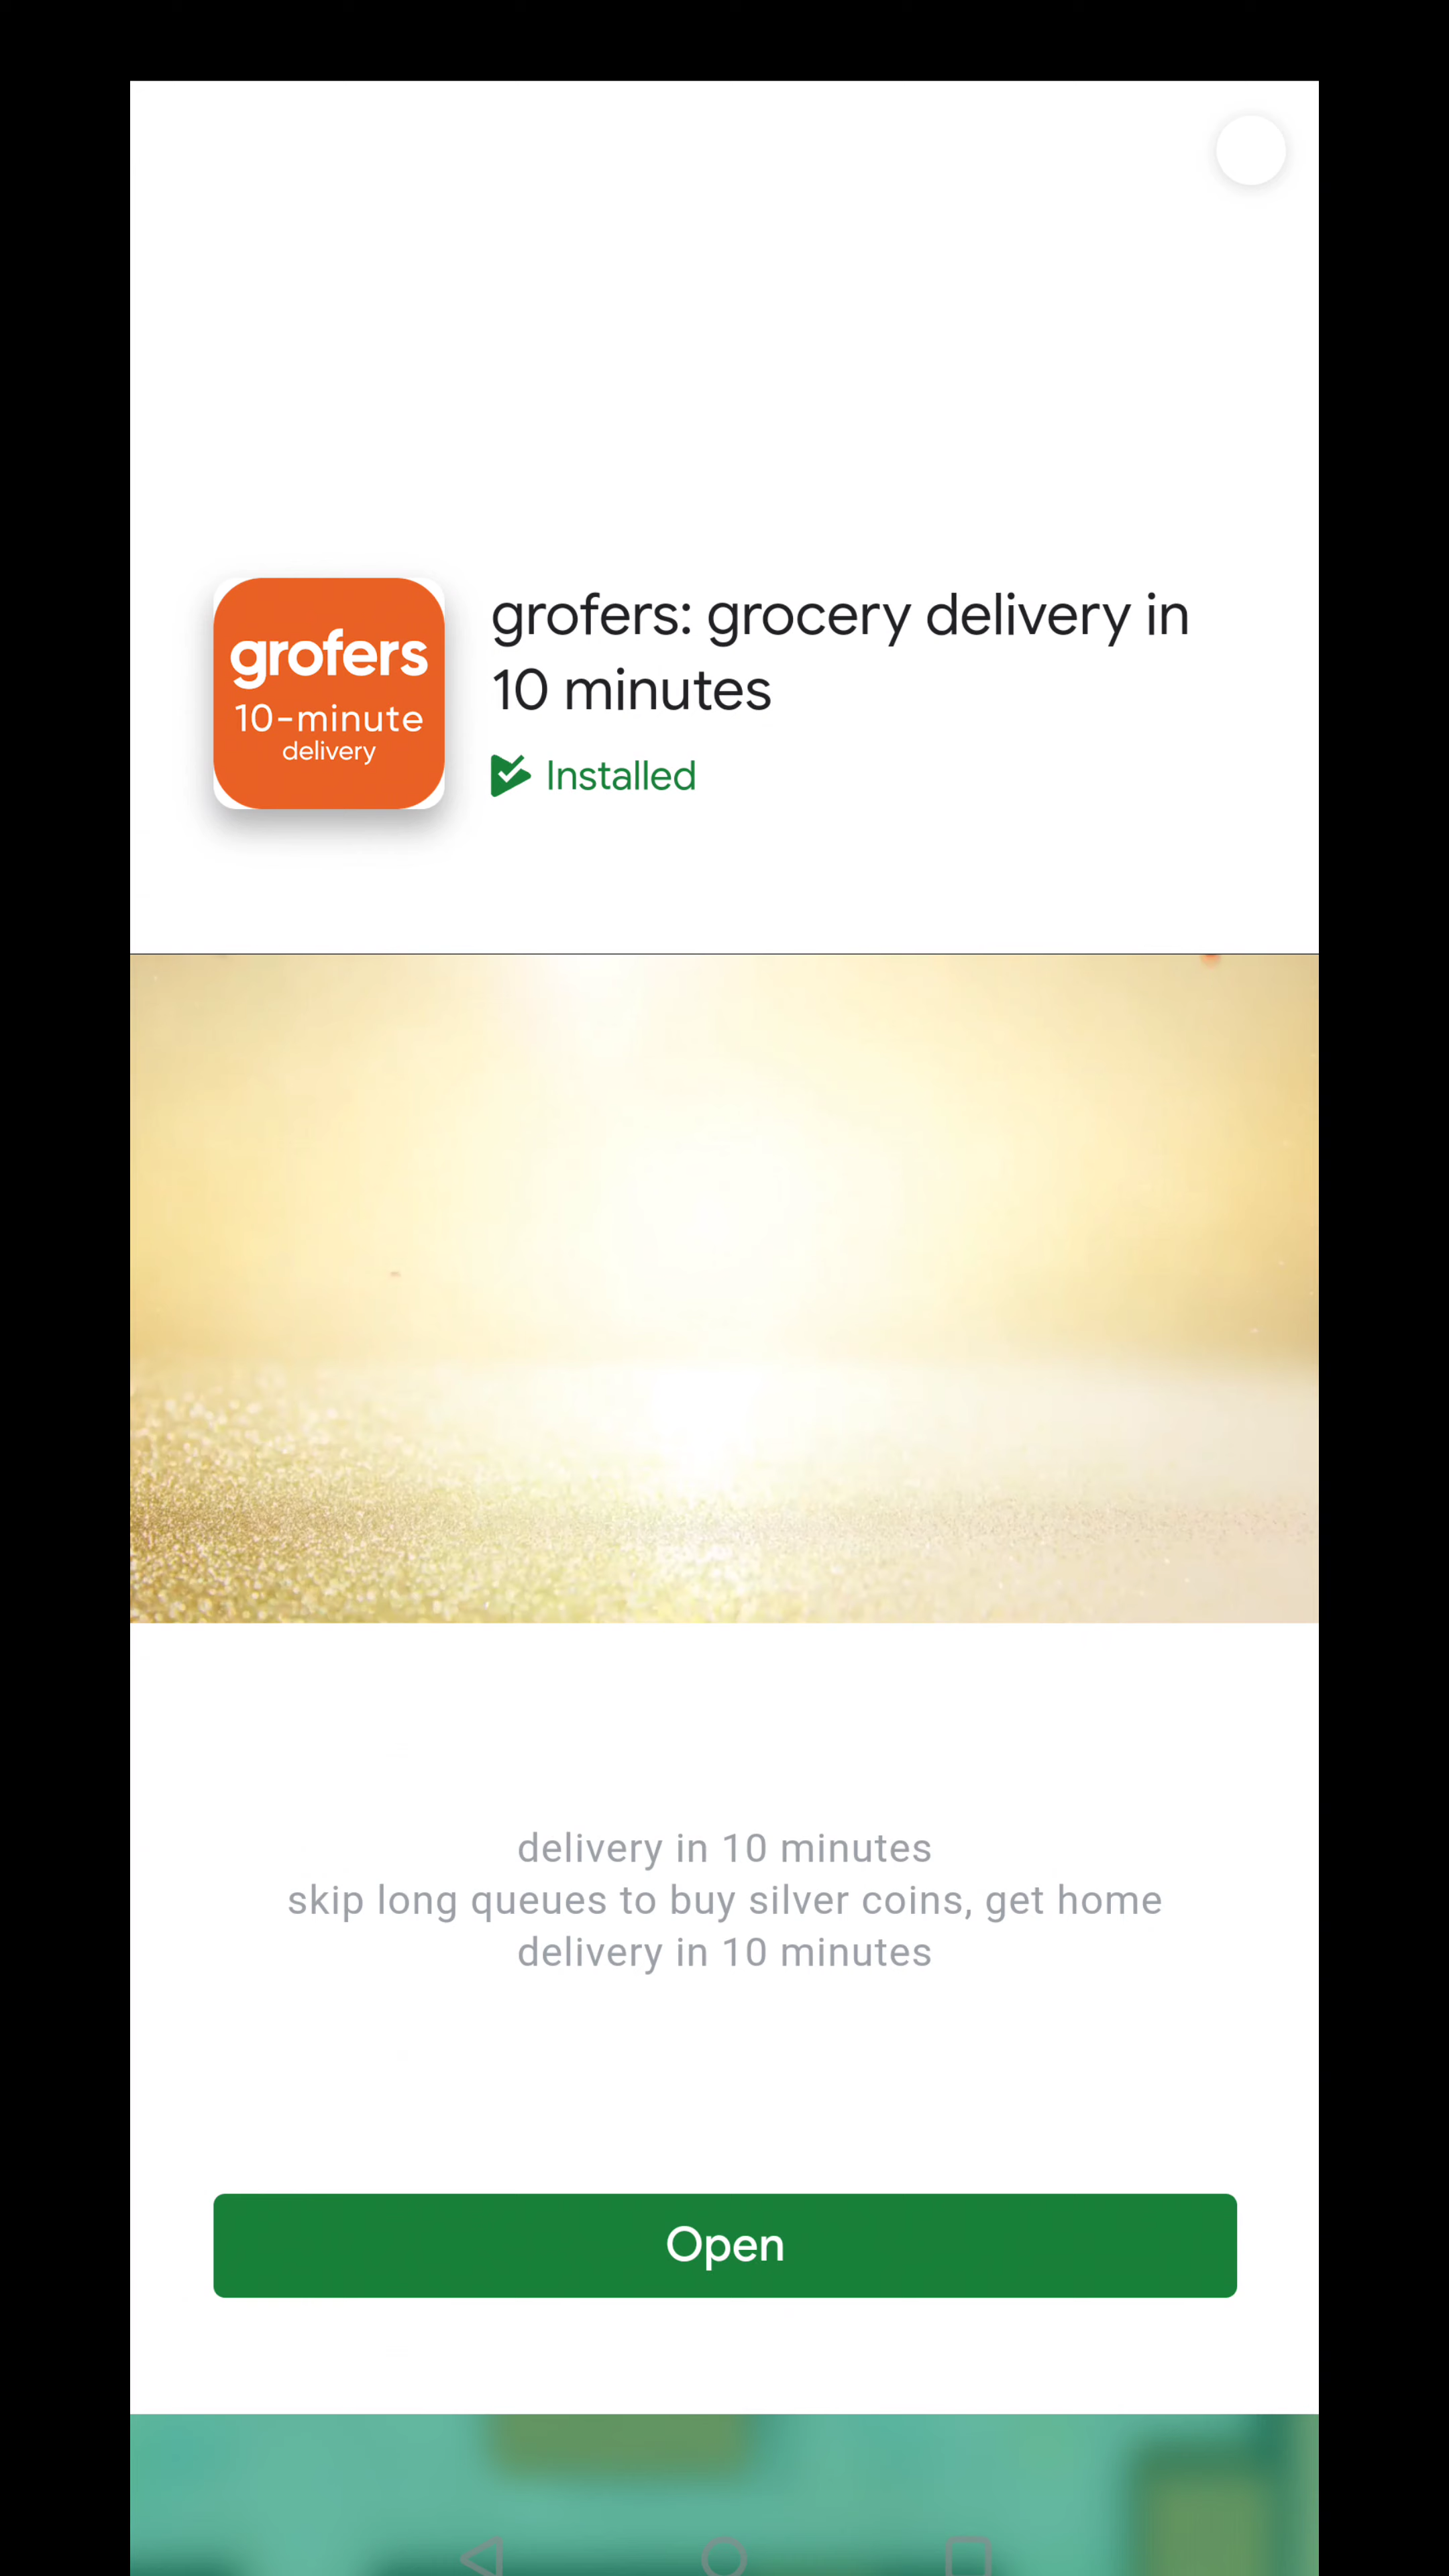 grofers
10-minute
delivery
grofers: grocery delivery in
10 minutes
Installed
delivery in 10 minutes
skip long queues to buy silver coins, get home
delivery in 10 minutes
Open